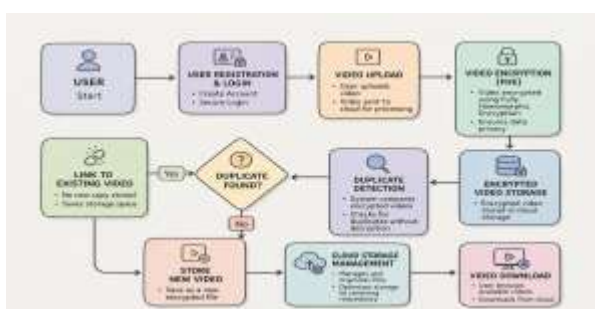 USER
Start
USER REGISTRATION
& LOGIN
• Create Account
• Secure Login
VIDEO UPLOAD
• User uploads
video
• Video sent to
cloud for processing
VIDEO ENCRYPTION
(FHE)
• Video encrypted
using Fully
Homomorphic
Encryption
• Ensures data
privacy
LINK TO
EXISTING VIDEO
• No new copy stored
• Saves storage space
Yes
DUPLICATE
FOUND?
No
DUPLICATE
DETECTION
• System compares
encrypted videos
• Checks for
duplicates without
decryption
ENCRYPTED
VIDEO STORAGE
• Encrypted video
stored in cloud
storage
STORE
NEW VIDEO
• Save as a new
encrypted file
CLOUD STORAGE
MANAGEMENT
• Manages and
organizes files
• Optimizes storage
by removing
redundancy
VIDEO DOWNLOAD
• User browses
available videos
• Downloads from cloud